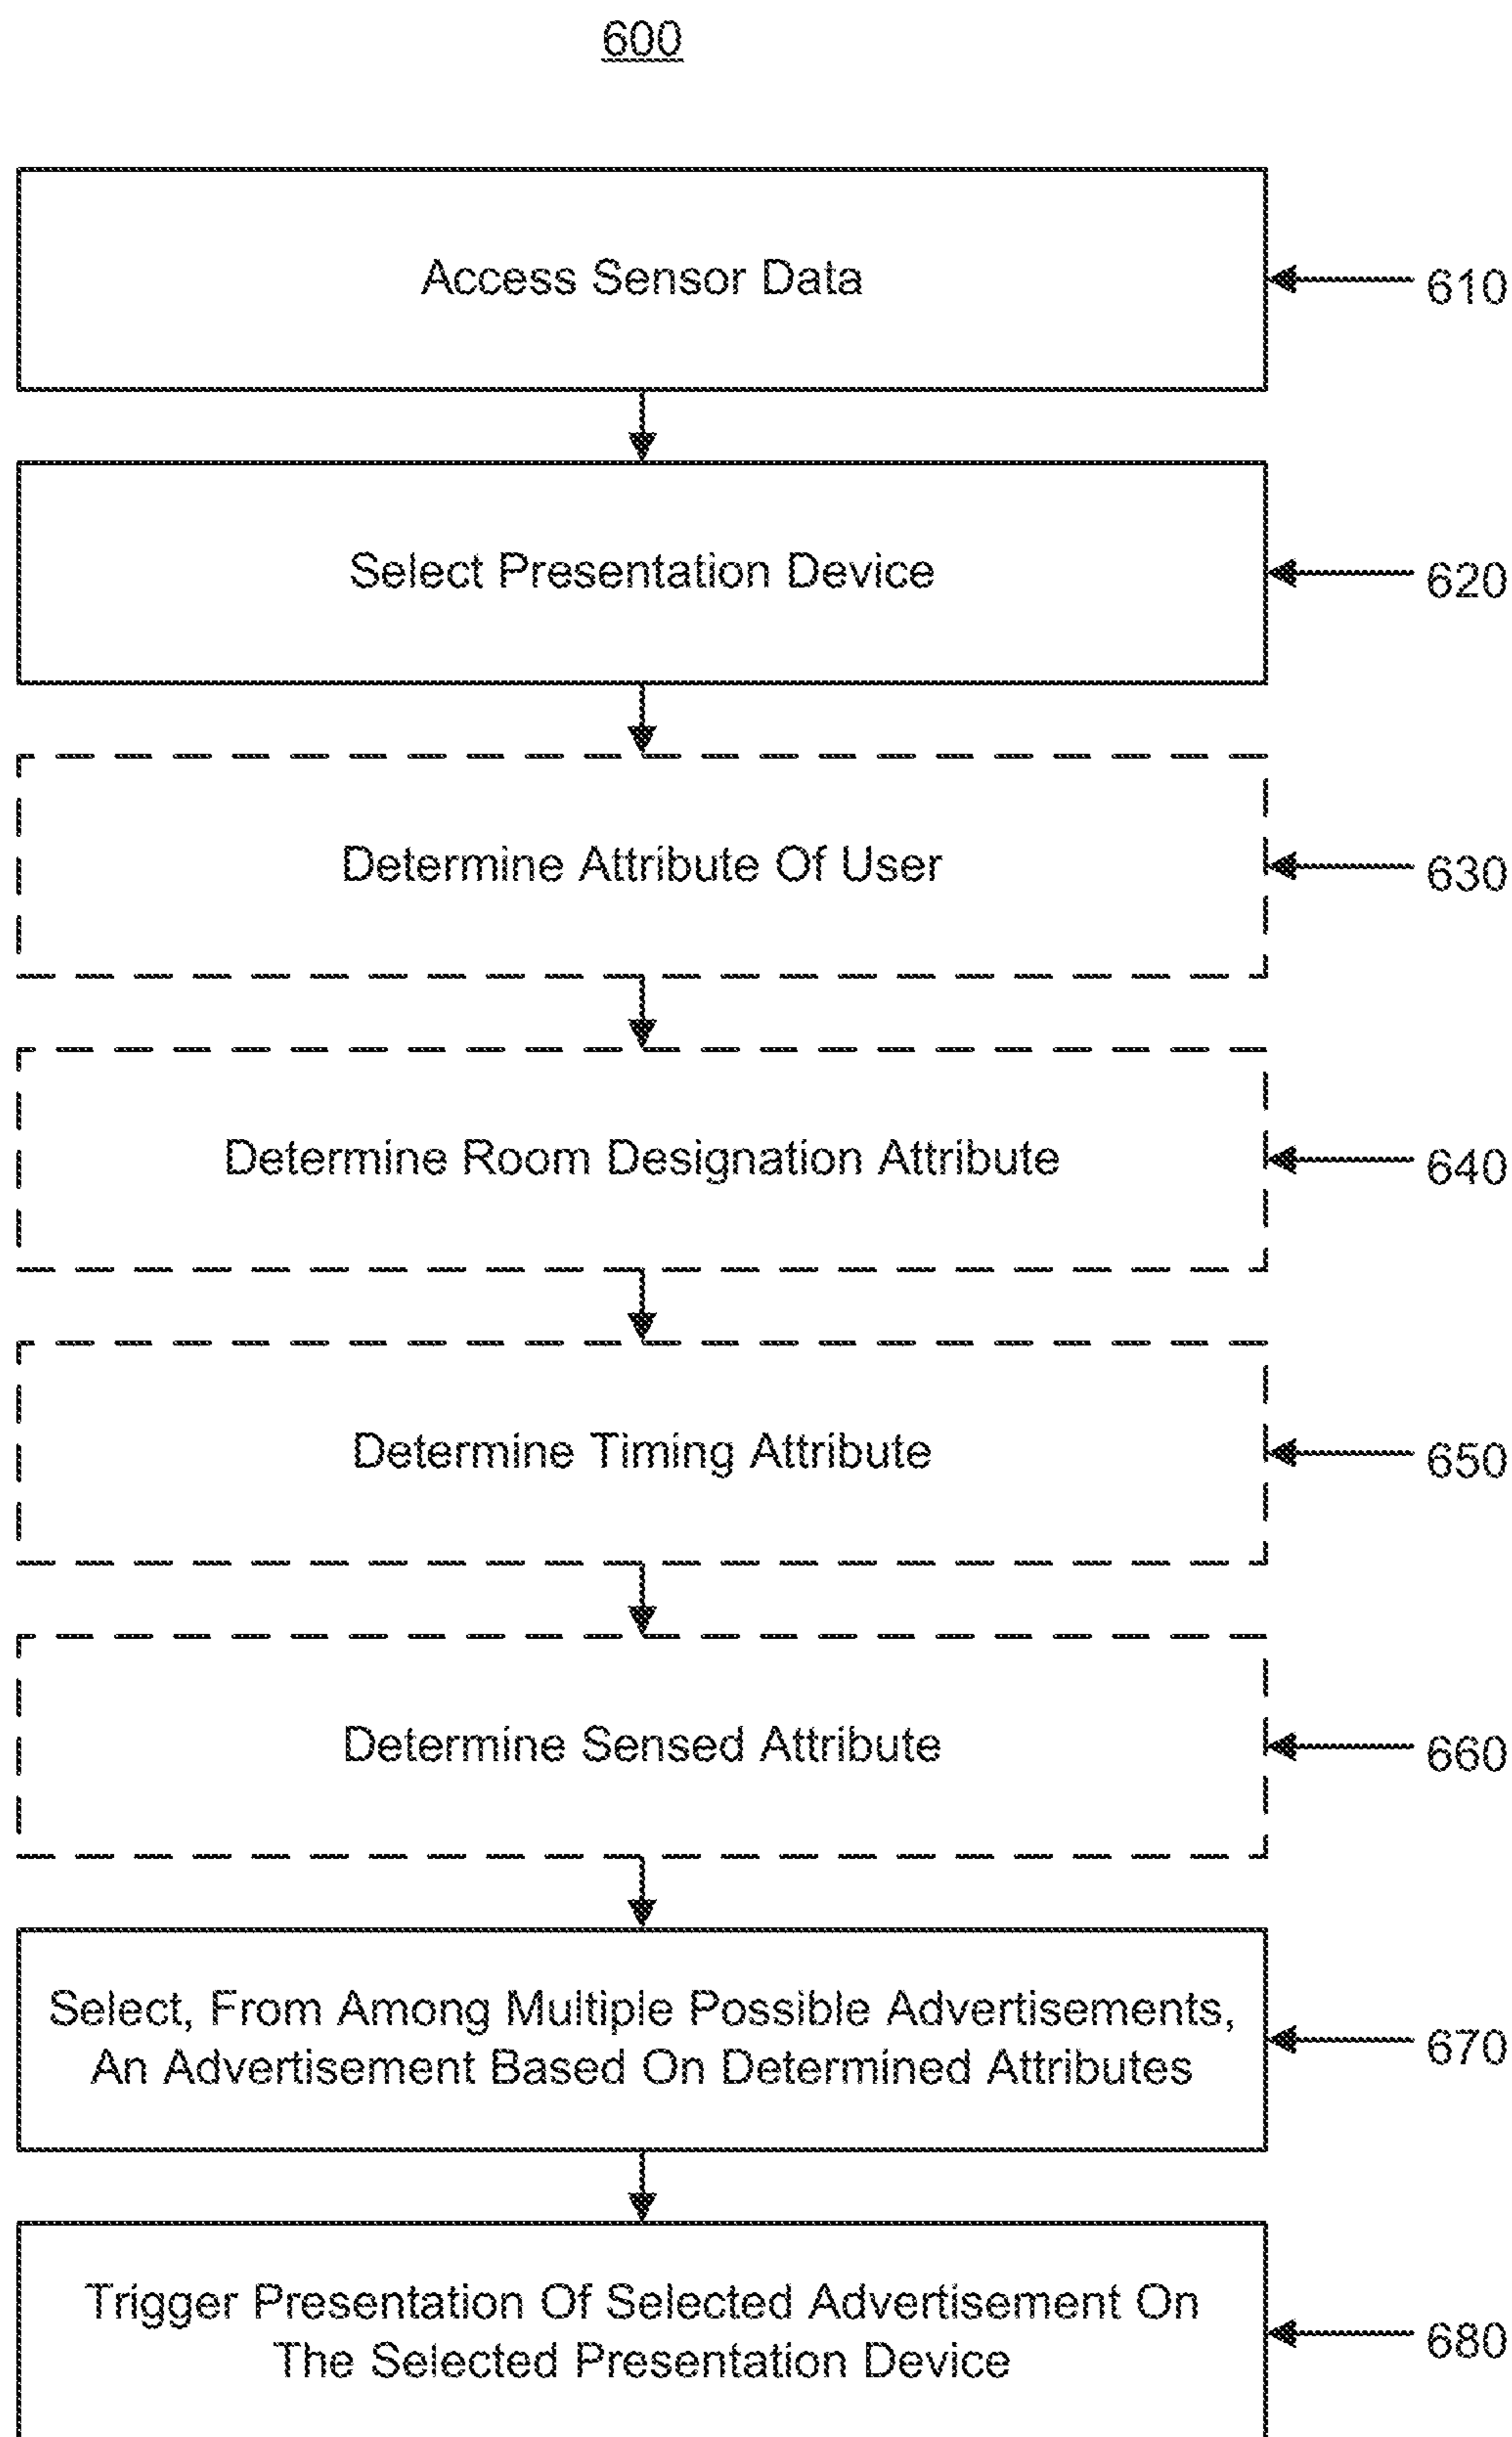 600
Access Sensor Data
610
Select Presentation Device
620
Determine Attribute Of User
630
Determine Room Designation Attribute
640
Determine Timing Attribute
650
Determine Sensed Attribute
660
Select, From Among Multiple Possible Advertisements,
An Advertisement Based On Determined Attributes
670
Trigger Presentation Of Selected Advertisement On
The Selected Presentation Device
680